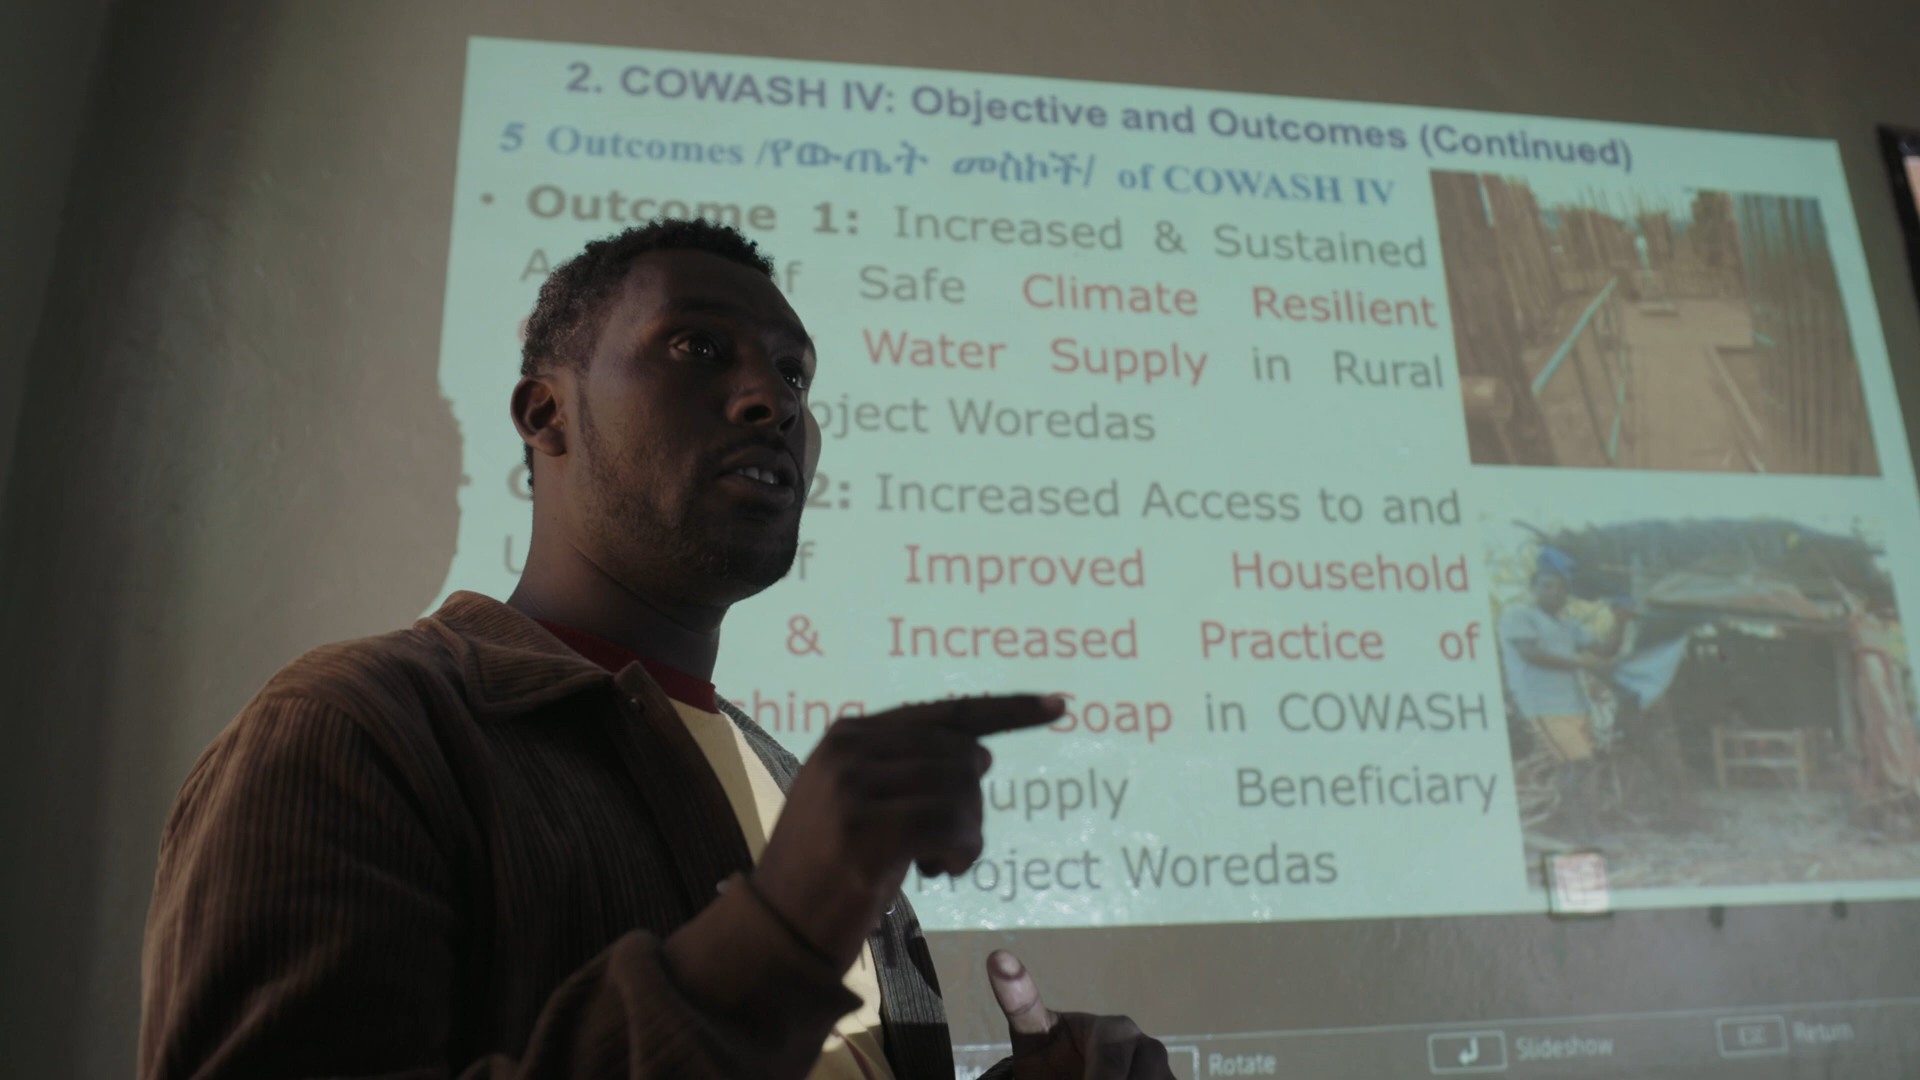 2. COWASH IV: Objective and Outcomes (Continued)
5 Outcomes /የውጤት መስኮች/ of COWASH IV
• Outcome 1: Increased & Sustained
Safe Climate Resilient
Water Supply in Rural
Woredas
2: Increased Access to and
Improved Household
& Increased Practice of
Soap in COWASH
Beneficiary
Woredas
Rotate
Slideshow
ESC Return